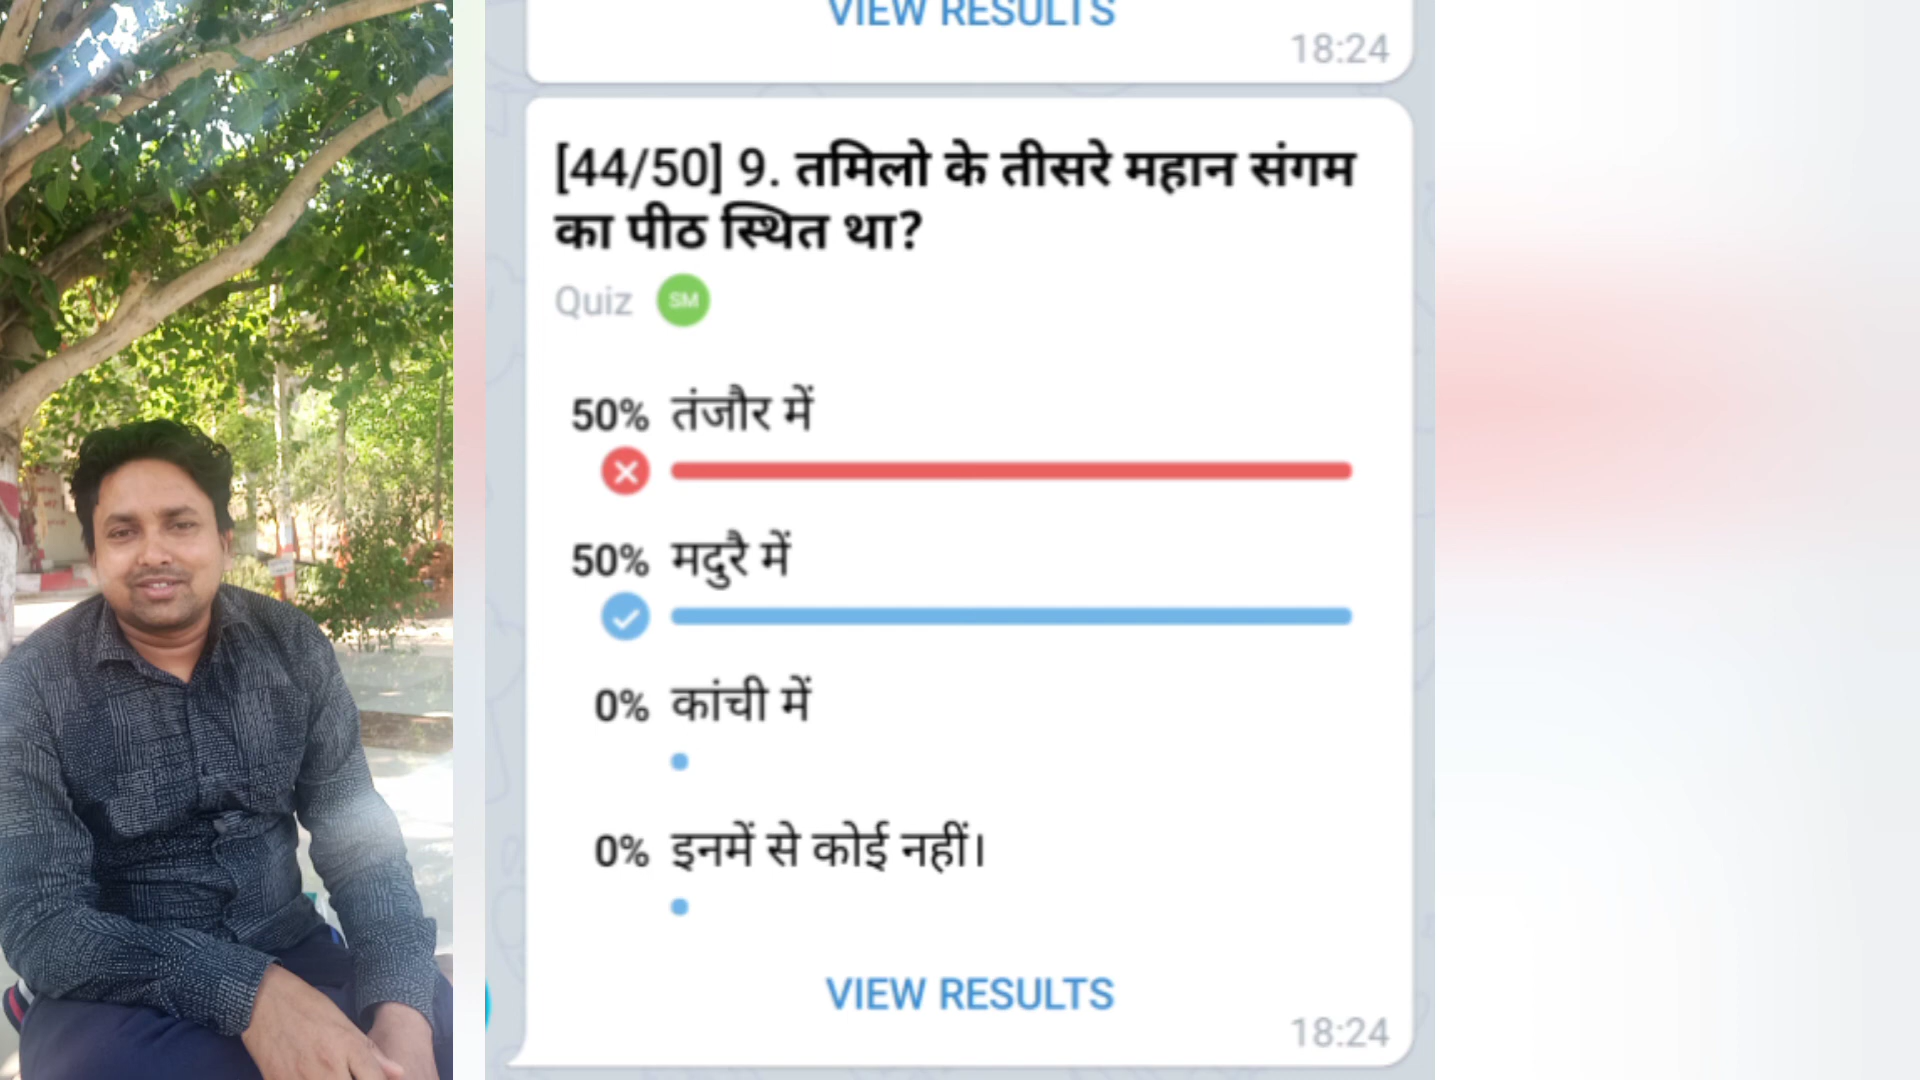 VIEW RESULTS
18:24
[44/50] 9. तमिलो के तीसरे महान संगम
का पीठ स्थित था?
Quiz SM
50% तंजौर में
50% मदुरै में
0% कांची में
0% इनमें से कोई नहीं।
VIEW RESULTS
18:24